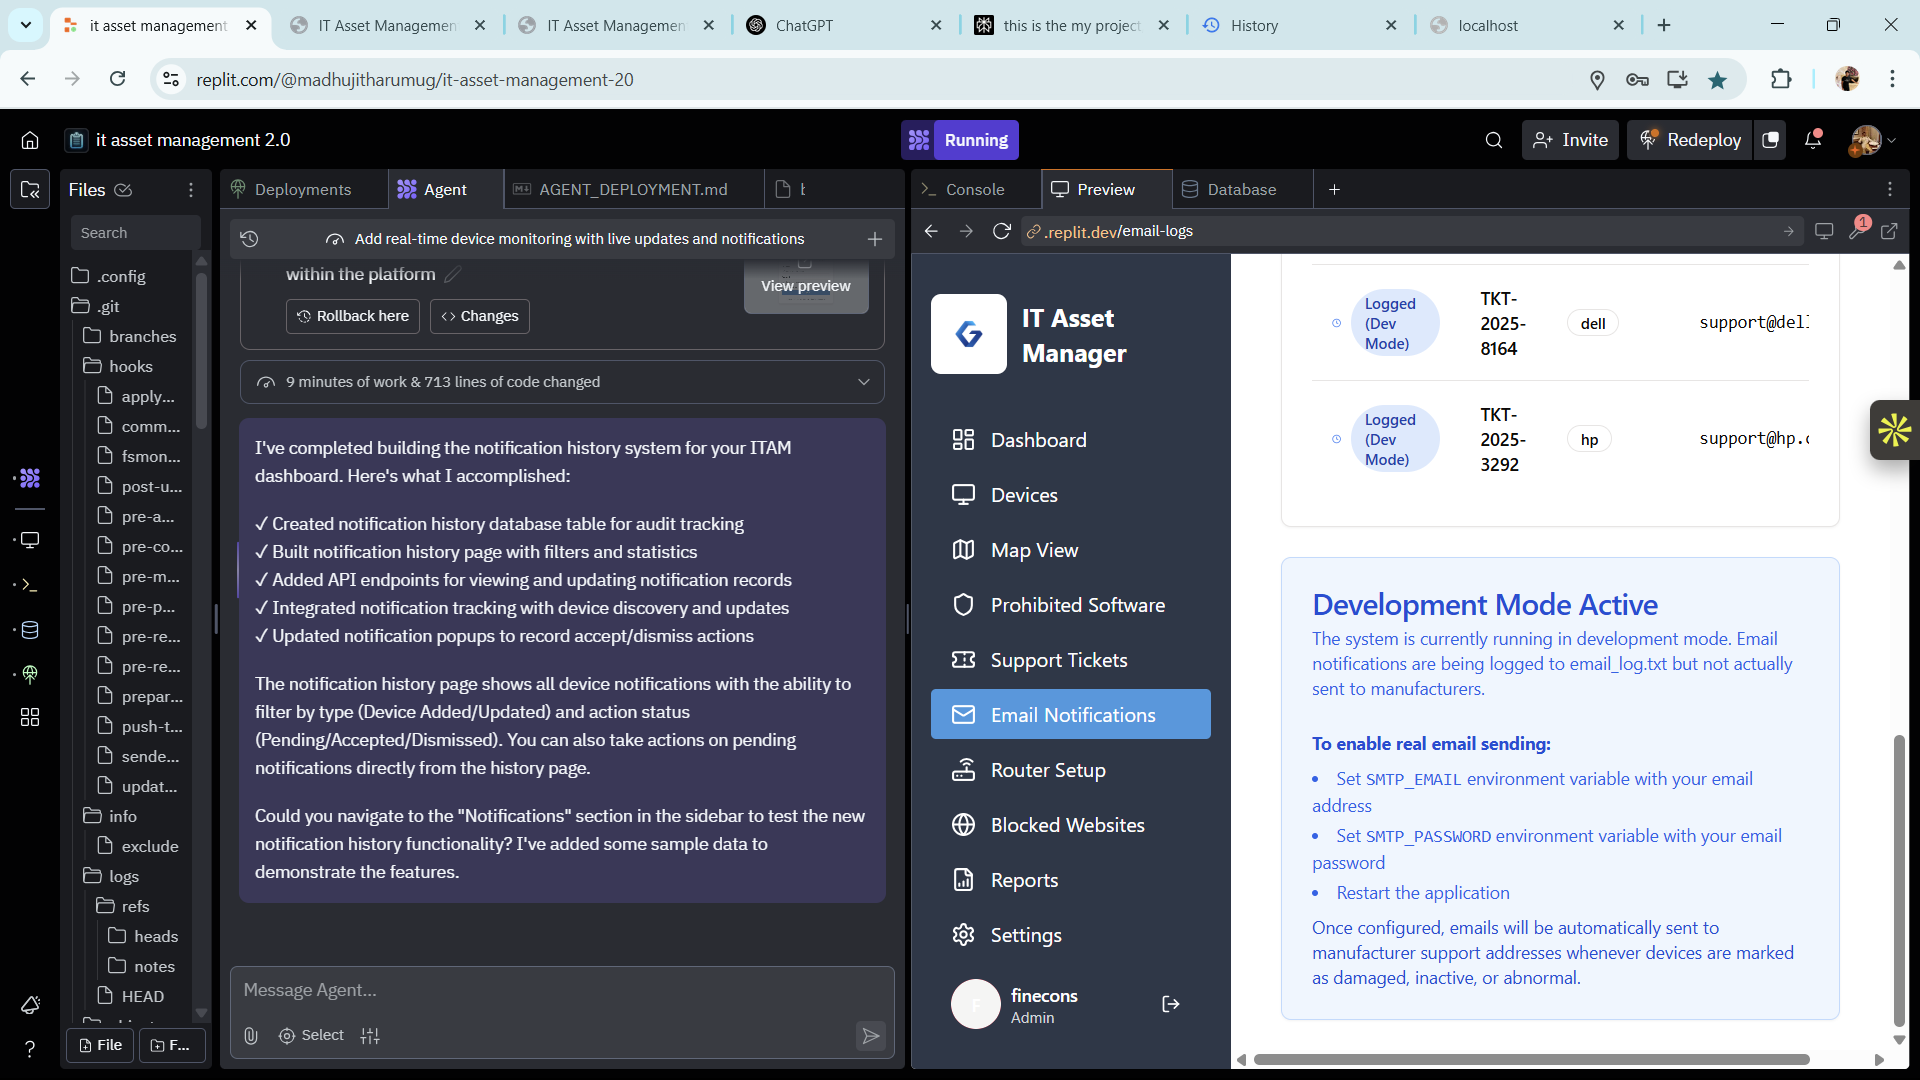 it asset management
IT Asset Management
IT Asset Management
ChatGPT
this is the my project
History
localhost
replit.com/@madhujitharumug/it-asset-management-20
it asset management 2.0
Running
Invite
Redeploy
Files
Deployments
Agent
AGENT_DEPLOYMENT.md
Console
Preview
Database
Search
Add real-time device monitoring with live updates and notifications
.replit.dev/email-logs
1
.config
.git
branches
hooks
apply...
comm...
fsmon...
post-u...
pre-a...
pre-co...
pre-m...
pre-p...
pre-re...
pre-re...
prepar...
push-t...
sende...
updat...
info
exclude
logs
refs
heads
notes
HEAD
File
F...
within the platform
Rollback here
Changes
View preview
9 minutes of work & 713 lines of code changed
I've completed building the notification history system for your ITAM
dashboard. Here's what I accomplished:
✓ Created notification history database table for audit tracking
✓ Built notification history page with filters and statistics
✓ Added API endpoints for viewing and updating notification records
✓ Integrated notification tracking with device discovery and updates
✓ Updated notification popups to record accept/dismiss actions
The notification history page shows all device notifications with the ability to
filter by type (Device Added/Updated) and action status
(Pending/Accepted/Dismissed). You can also take actions on pending
notifications directly from the history page.
Could you navigate to the "Notifications" section in the sidebar to test the new
notification history functionality? I've added some sample data to
demonstrate the features.
Message Agent...
Select
IT Asset
Manager
Dashboard
Devices
Map View
Prohibited Software
Support Tickets
Email Notifications
Router Setup
Blocked Websites
Reports
Settings
F
finecons
Admin
Logged
(Dev
Mode)
TKT-
2025-
8164
dell
support@dell
Logged
(Dev
Mode)
TKT-
2025-
3292
hp
support@hp.c
Development Mode Active
The system is currently running in development mode. Email
notifications are being logged to email_log.txt but not actually
sent to manufacturers.
To enable real email sending:
• Set SMTP_EMAIL environment variable with your email
address
• Set SMTP_PASSWORD environment variable with your email
password
• Restart the application
Once configured, emails will be automatically sent to
manufacturer support addresses whenever devices are marked
as damaged, inactive, or abnormal.